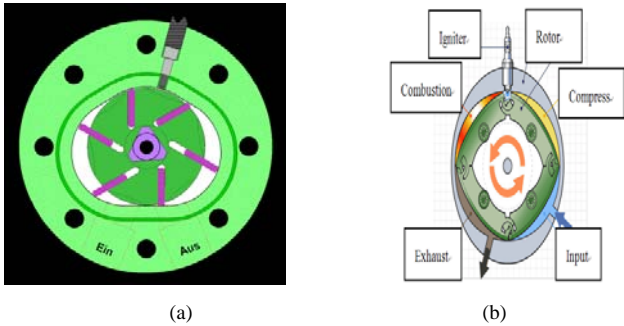 Ein
Aus
(a)
Igniter
Rotor
Combustion
Compress
Exhaust
Input
(b)